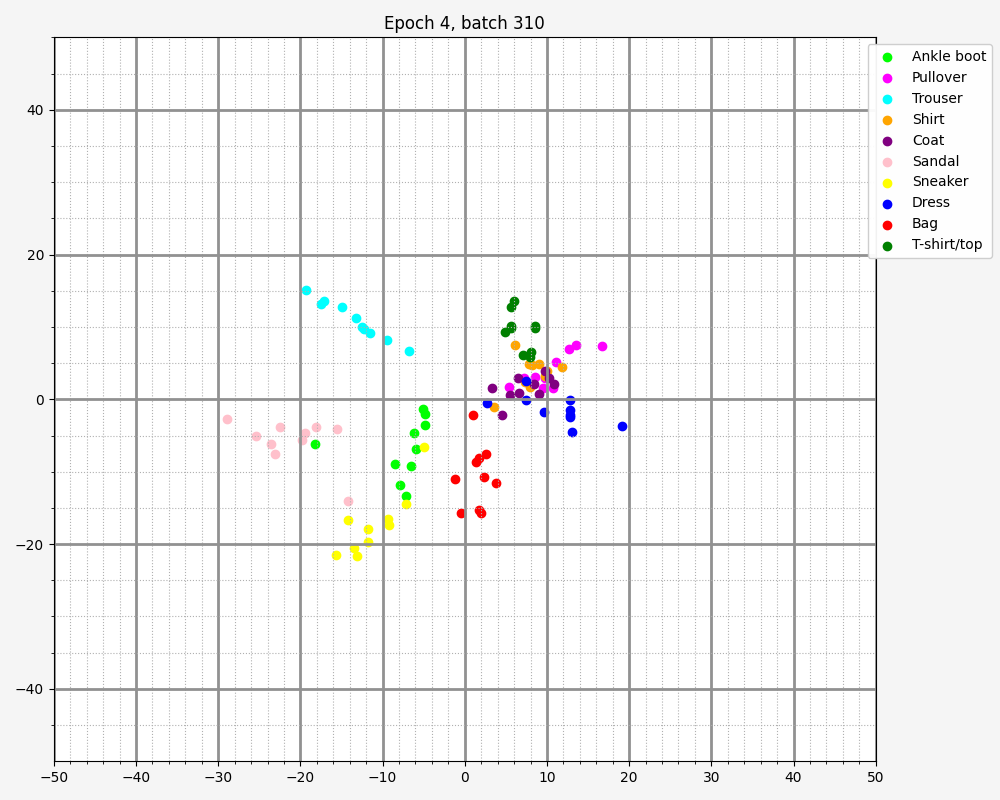 Epoch 4, batch 310
Ankle boot
Pullover
Trouser
Shirt
Coat
Sandal
Sneaker
Dress
Bag
T-shirt/top
40
20
0
−20
−40
−50 −40 −30 −20 −10 0 10 20 30 40 50